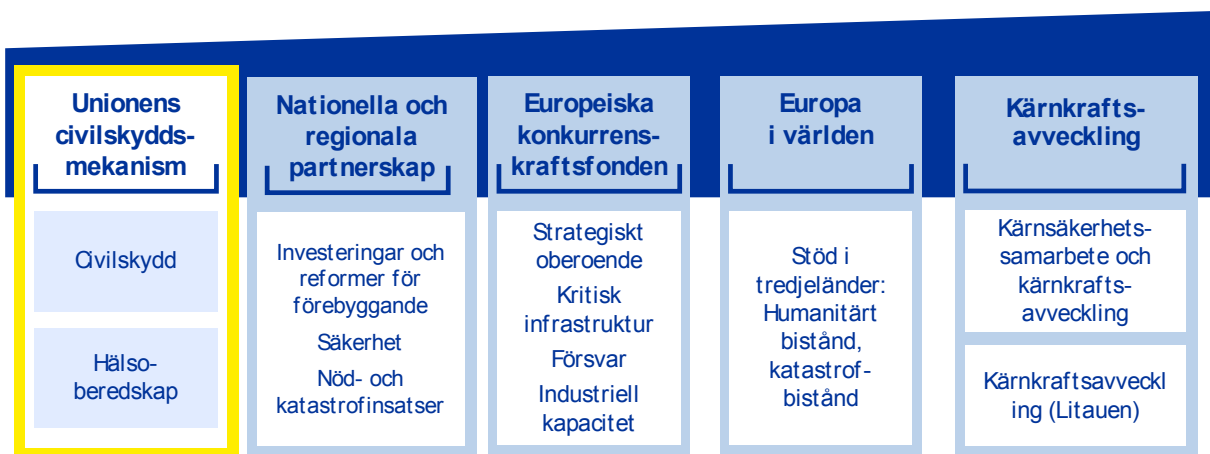 Unionens
civilskydds-
mekanism
Civilskydd
Hälso-
beredskap
Nationella och
regionala
partnerskap
Investeringar och
reformer för
förebyggande
Säkerhet
Nöd- och
katastrofinsatser
Europeiska
konkurrens-
kraftsfonden
Strategiskt
oberoende
Kritisk
infrastruktur
Försvar
Industriell
kapacitet
Europa
i världen
Stöd i
tredjeländer:
Humanitärt
bistånd,
katastrof-
bistånd
Kärnkrafts-
avveckling
Kärnsäkerhets-
samarbete och
kärnkrafts-
avveckling
Kärnkraftsavveckl
ing (Litauen)